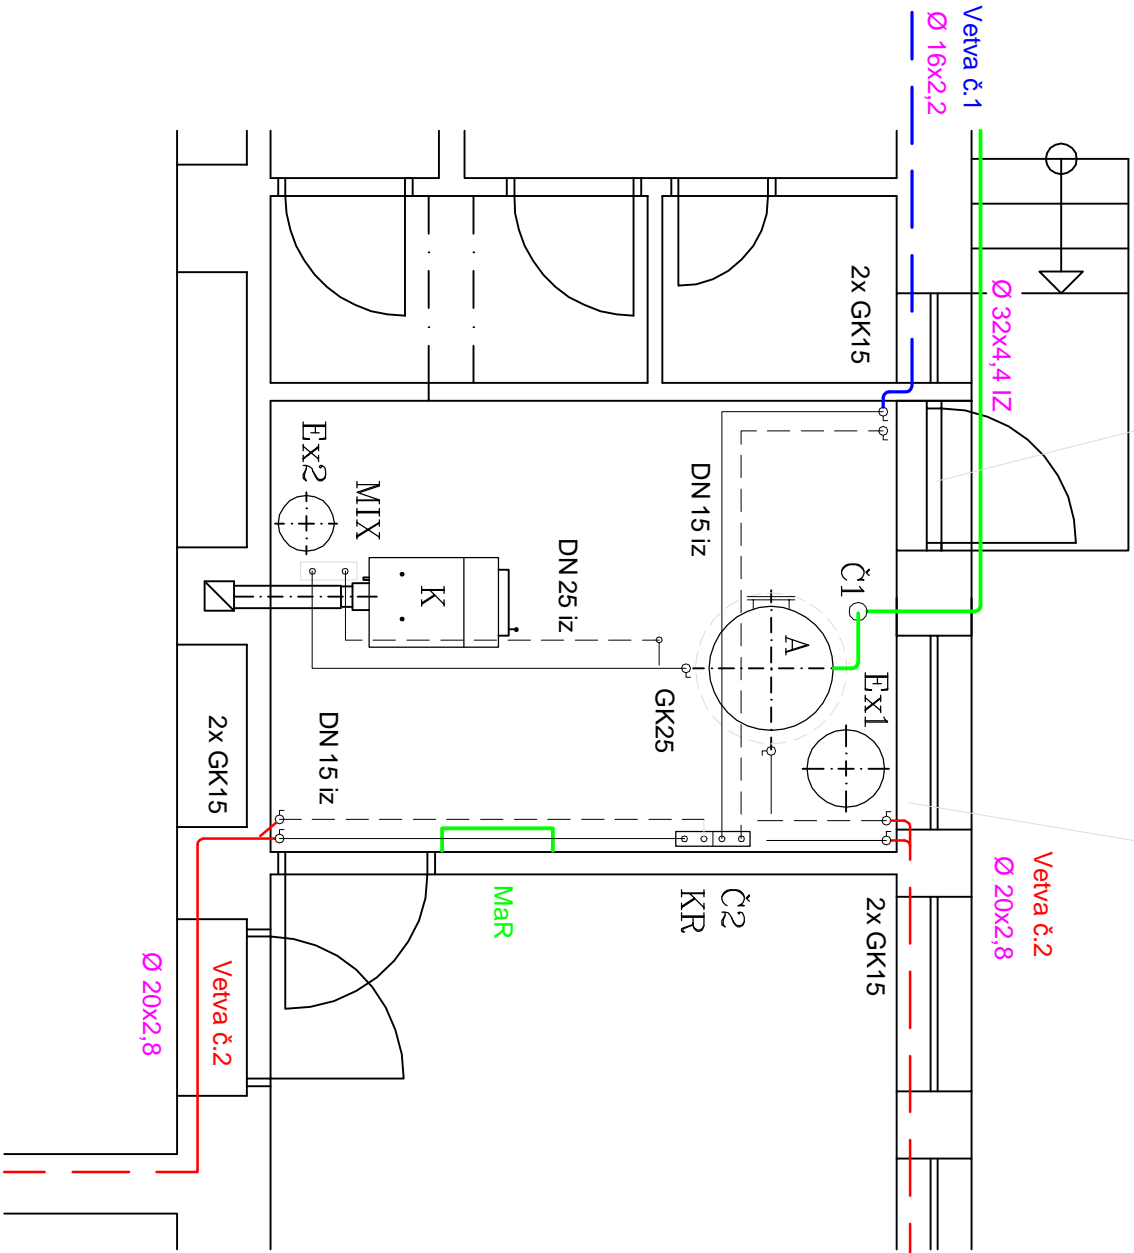 Vetva č.1
Ø 16x2,2
Ø 32x4,4 IZ
2x GK15
Ex2
MIX
K
DN 25 iz
DN 15 iz
Č1
A
Ex1
GK25
DN 15 iz
2x GK15
Vetva č.2
Ø 20x2,8
2x GK15
Č2
KR
MaR
Vetva č.2
Ø 20x2,8